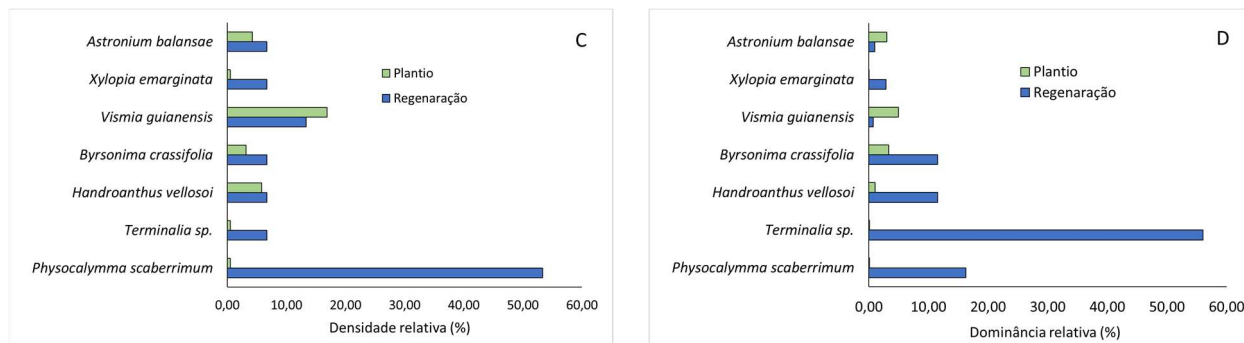 C
Astronium balansae
Xylopia emarginata
Vismia guianensis
Byrsonima crassifolia
Handroanthus vellosoi
Terminalia sp.
Physocalymma scaberrimum
Plantio
Regenaração
0,00 10,00 20,00 30,00 40,00 50,00 60,00
Densidade relativa (%)
D
Astronium balansae
Xylopia emarginata
Vismia guianensis
Byrsonima crassifolia
Handroanthus vellosoi
Terminalia sp.
Physocalymma scaberrimum
Plantio
Regenaração
0,00 10,00 20,00 30,00 40,00 50,00 60,00
Dominância relativa (%)